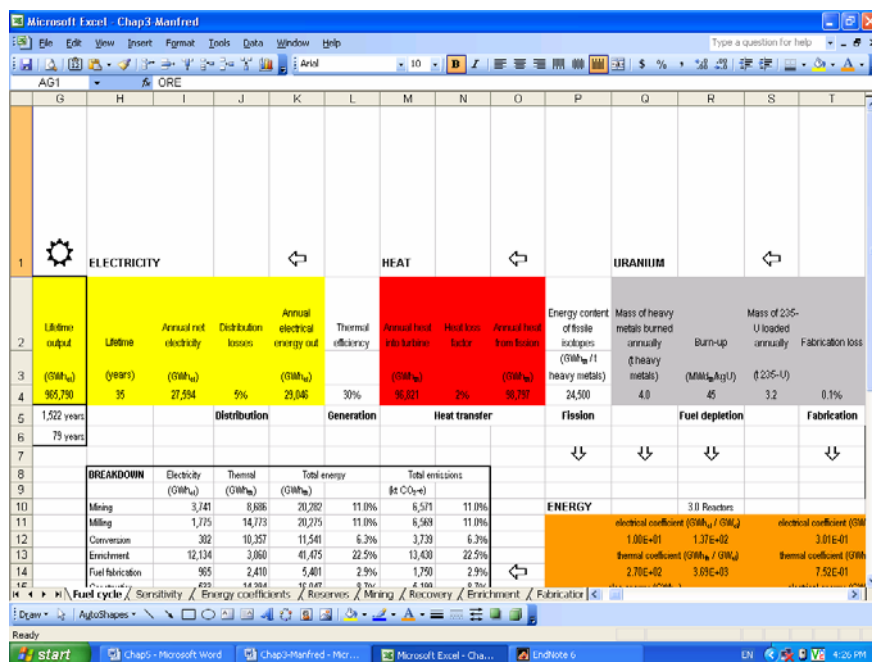 Microsoft Excel - Chap3-Manfred
File Edit View Insert Format Tools Data Window Help Type a question for help
Arial 10 B I $ % ,
AG1 fx ORE
G H I J K L M N O P Q R S T
1 ELECTRICITY HEAT URANIUM
Annual Energy content Mass of heavy Mass of 235-
Lifetime Annual net Distribution electrical Thermal Annual heat Heat loss Annual heat of fissile metals burned U loaded
2 output Lifetime electricity losses energy out efficiency into turbine factor from fission isotopes annually Burn-up annually Fabrication loss
(GWhth /t (t heavy
3 (GWhel) (years) (GWhel) (GWhel) (GWhth) (GWhth) heavy metals) metals) (MWdth/kgU) (t 235-U)
4 965,790 35 27,594 5% 29,046 30% 96,821 2% 98,797 24,500 4.0 45 3.2 0.1%
5 1,522 years Distribution Generation Heat transfer Fission Fuel depletion Fabrication
6 79 years
7
8 BREAKDOWN Electricity Thermal Total energy Total emissions
9 (GWhel) (GWhth) (GWhth) (kt CO2-e)
10 Mining 3,741 8,686 20,282 11.0% 6,571 11.0% ENERGY 3.0 Reactors
11 Milling 1,775 14,773 20,275 11.0% 6,569 11.0% electrical coefficient (GWhel / GWel) electrical coefficient (GW
12 Conversion 382 10,357 11,541 6.3% 3,739 6.3% 1.00E+01 1.37E+02 3.01E-01
13 Enrichment 12,134 3,860 41,475 22.5% 13,438 22.5% thermal coefficient (GWhth / GWel) thermal coefficient (GWh
14 Fuel fabrication 965 2,410 5,401 2.9% 1,750 2.9% 2.70E+02 3.69E+03 7.52E-01
Fuel cycle / Sensitivity / Energy coefficients / Reserves / Mining / Recovery / Enrichment / Fabrication
Draw AutoShapes
Ready
start Chap5 - Microsoft Word Chap3-Manfred - Micr... Microsoft Excel - Cha... EndNote 6 EN 4:26 PM